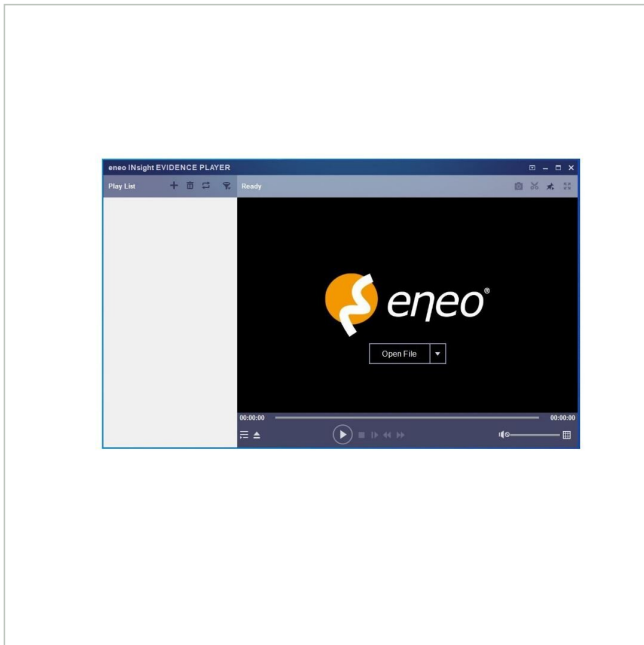 eneo INsight EVIDENCE PLAYER
Play List
Ready
eneo®
Open File
00:00:00
00:00:00